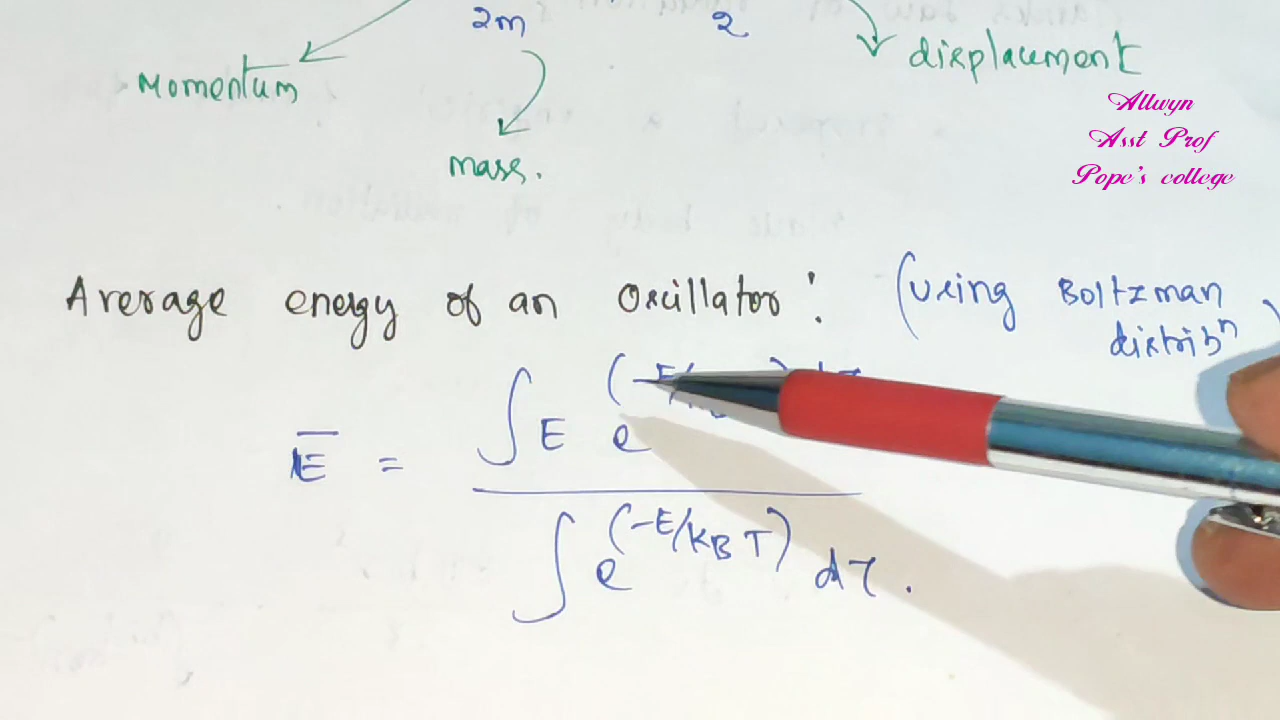 2m 2
displacement
Momentum
mass.
Allwyn
Asst Prof
Pope's college
Average energy of an Oscillator: (Using Boltzman
distribⁿ)
∫ E e^(-E/
E̅ = ―――――
∫ e^(-E/K_B T) dτ.